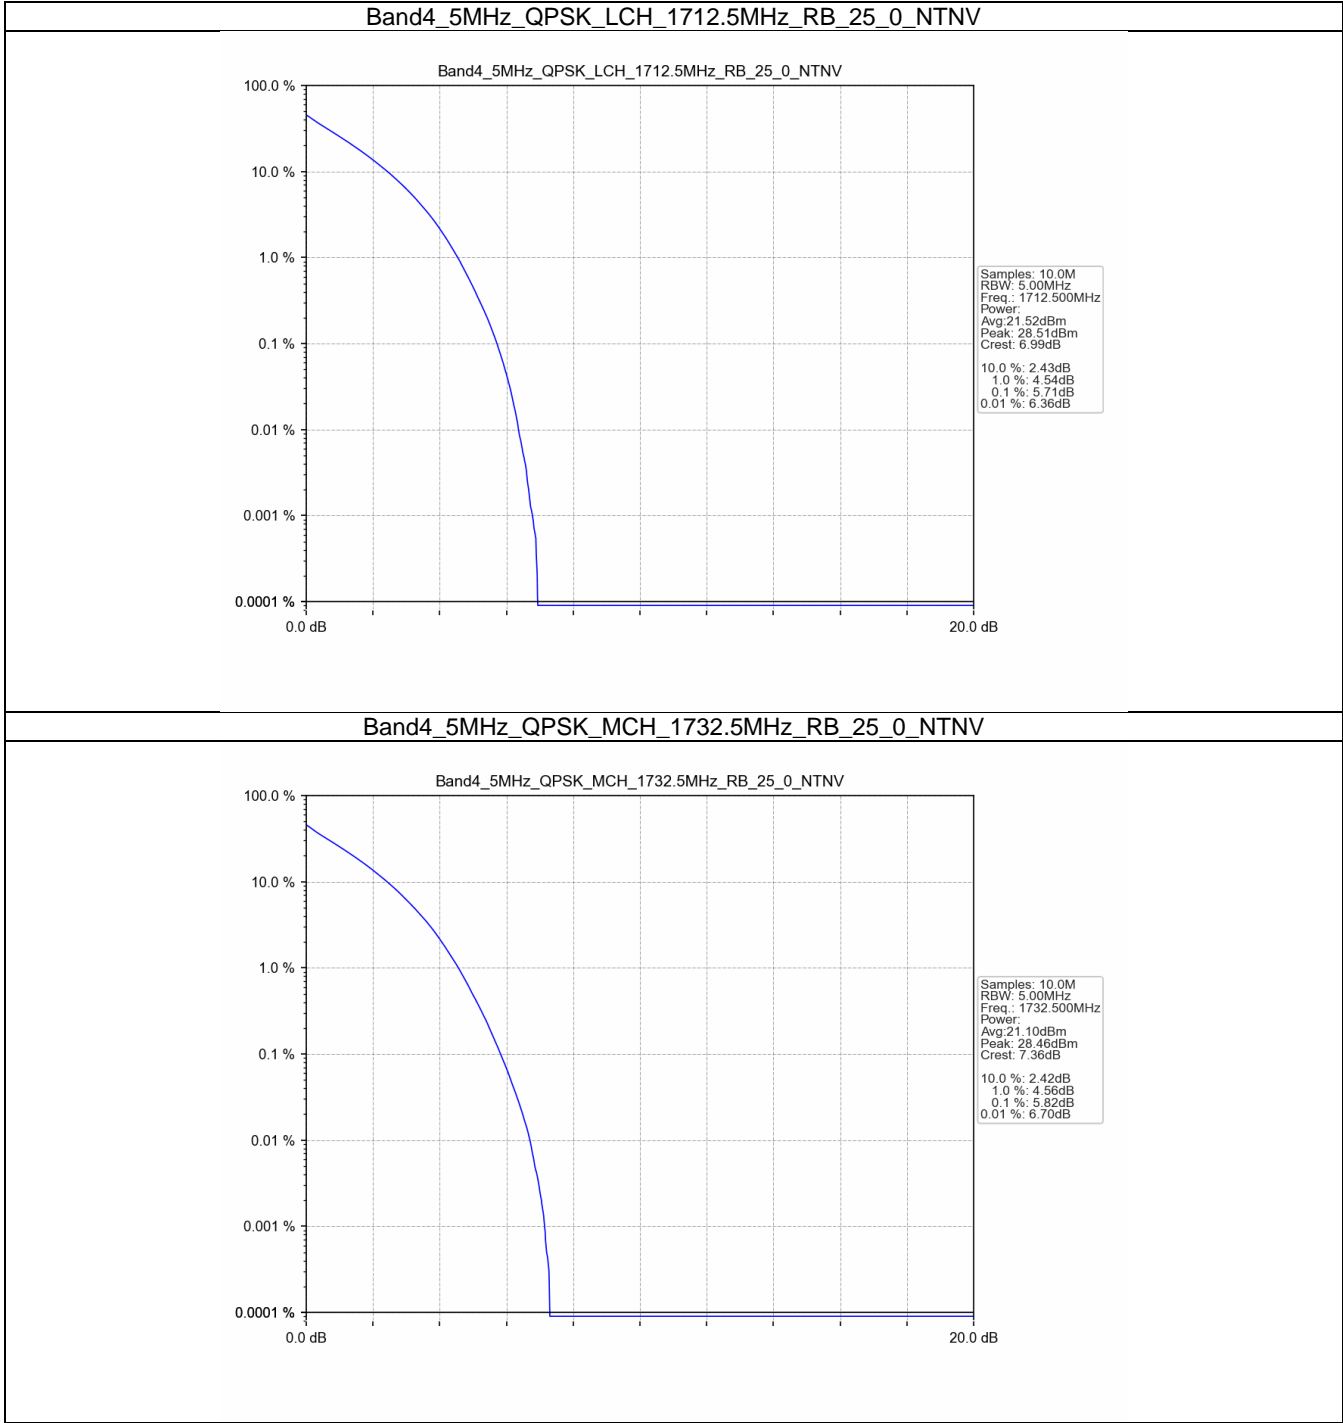 Band4_5MHz_QPSK_LCH_1712.5MHz_RB_25_0_NTNV
Band4_5MHz_QPSK_LCH_1712.5MHz_RB_25_0_NTNV
100.0 %
10.0 %
1.0 %
0.1 %
0.01 %
0.001 %
0.0001 %
0.0 dB
20.0 dB
Samples: 10.0M
RBW: 5.00MHz
Freq.: 1712.500MHz
Power:
Avg:21.52dBm
Peak: 28.51dBm
Crest: 6.99dB
10.0 %: 2.43dB
1.0 %: 4.54dB
0.1 %: 5.71dB
0.01 %: 6.36dB
Band4_5MHz_QPSK_MCH_1732.5MHz_RB_25_0_NTNV
Band4_5MHz_QPSK_MCH_1732.5MHz_RB_25_0_NTNV
100.0 %
10.0 %
1.0 %
0.1 %
0.01 %
0.001 %
0.0001 %
0.0 dB
20.0 dB
Samples: 10.0M
RBW: 5.00MHz
Freq.: 1732.500MHz
Power:
Avg:21.10dBm
Peak: 28.46dBm
Crest: 7.36dB
10.0 %: 2.42dB
1.0 %: 4.56dB
0.1 %: 5.82dB
0.01 %: 6.70dB